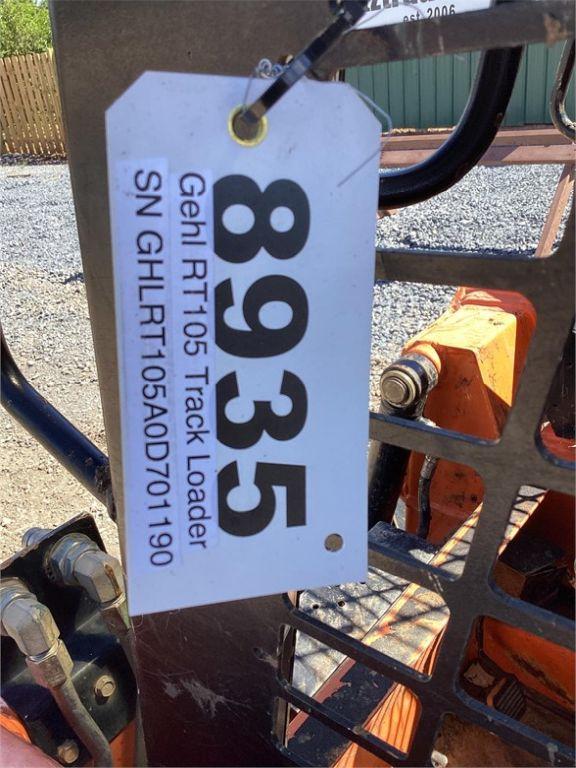 est. 2006
8935
Gehl RT105 Track Loader
SN GHLRT105A0D701190